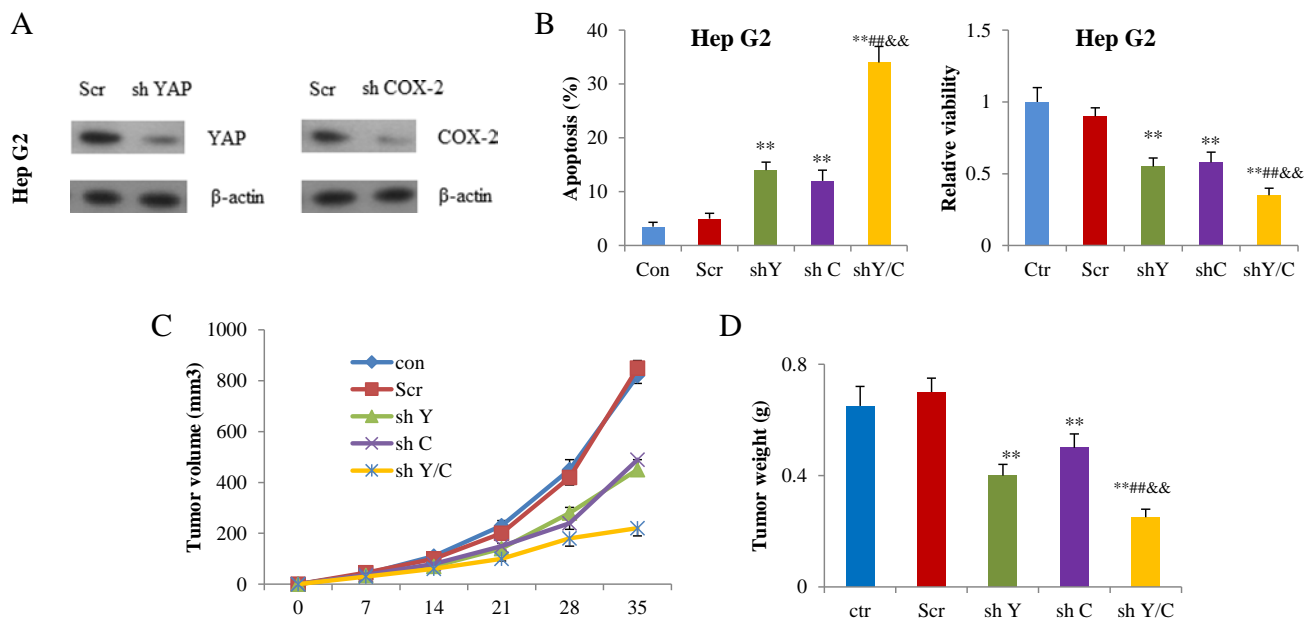 A
Scr sh YAP
YAP
β-actin
Hep G2
Scr sh COX-2
COX-2
β-actin
B
Hep G2
Apoptosis (%)
40
30
20
10
0
**
**
**##&&
Con Scr shY sh C shY/C
Hep G2
Relative viability
1.5
1
0.5
0
**
**
**##&&
Ctr Scr shY shC shY/C
C
Tumor volume (mm3)
1000
800
600
400
200
0
con
Scr
sh Y
sh C
sh Y/C
0 7 14 21 28 35
D
Tumor weight (g)
0.8
0.4
0
**
**
**##&&
ctr Scr sh Y sh C sh Y/C